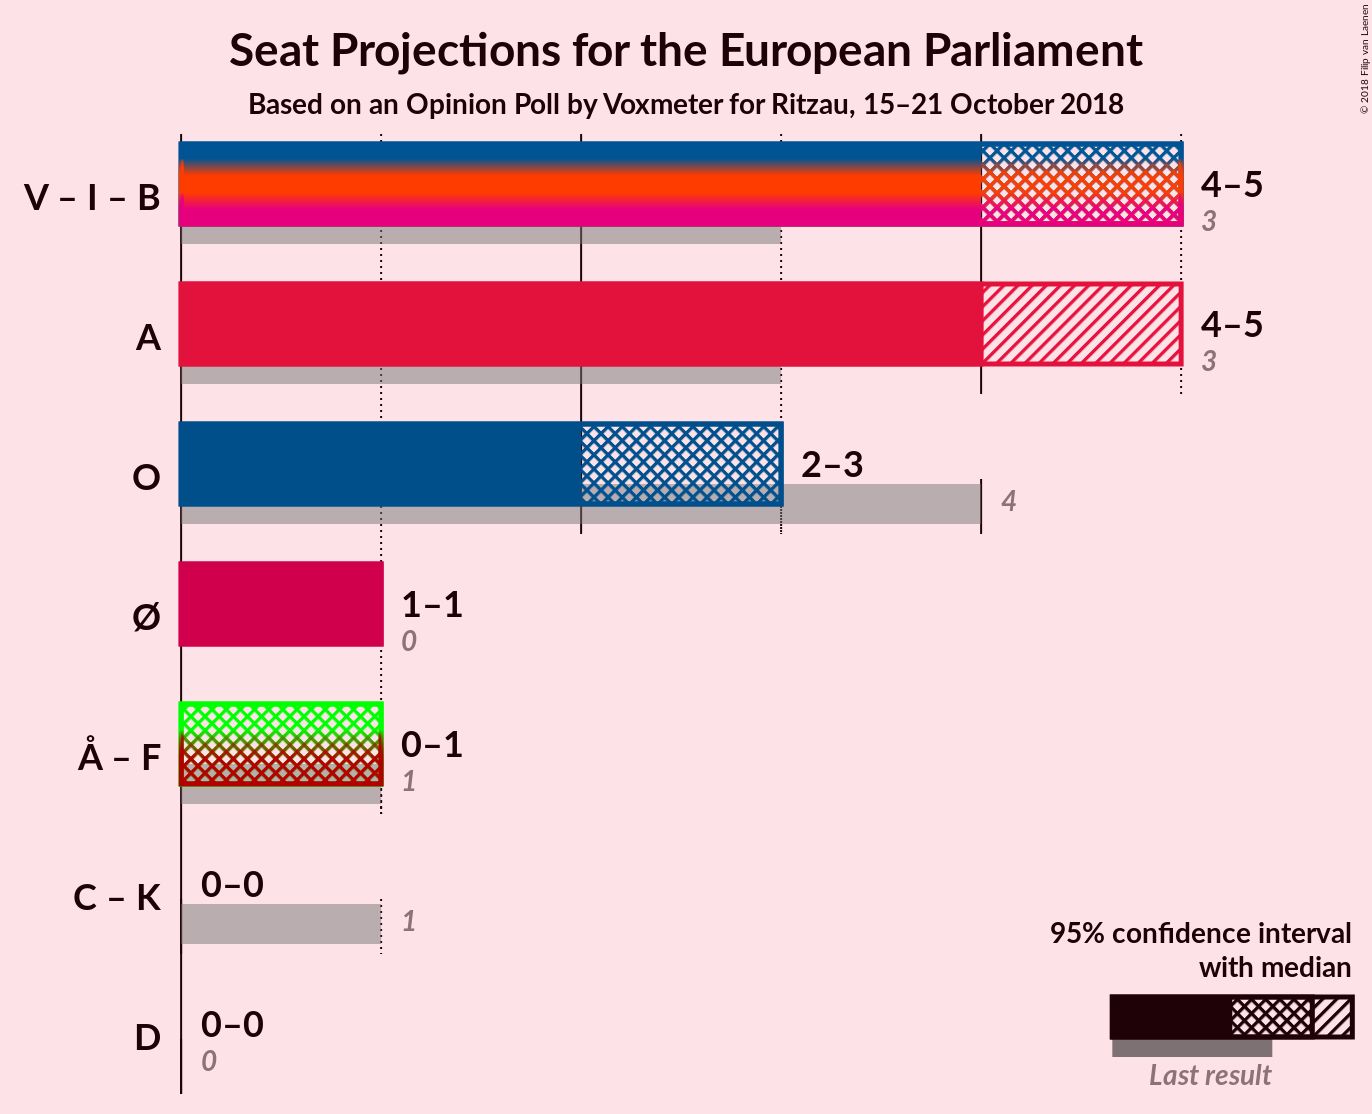 Seat Projections for the European Parliament
Based on an Opinion Poll by Voxmeter for Ritzau, 15–21 October 2018
© 2018 Filip van Laenen
V – I – B
4–5
3
A
4–5
3
O
2–3
4
Ø
1–1
0
Å – F
0–1
1
C – K
0–0
1
D
0–0
0
95% confidence interval
with median
Last result